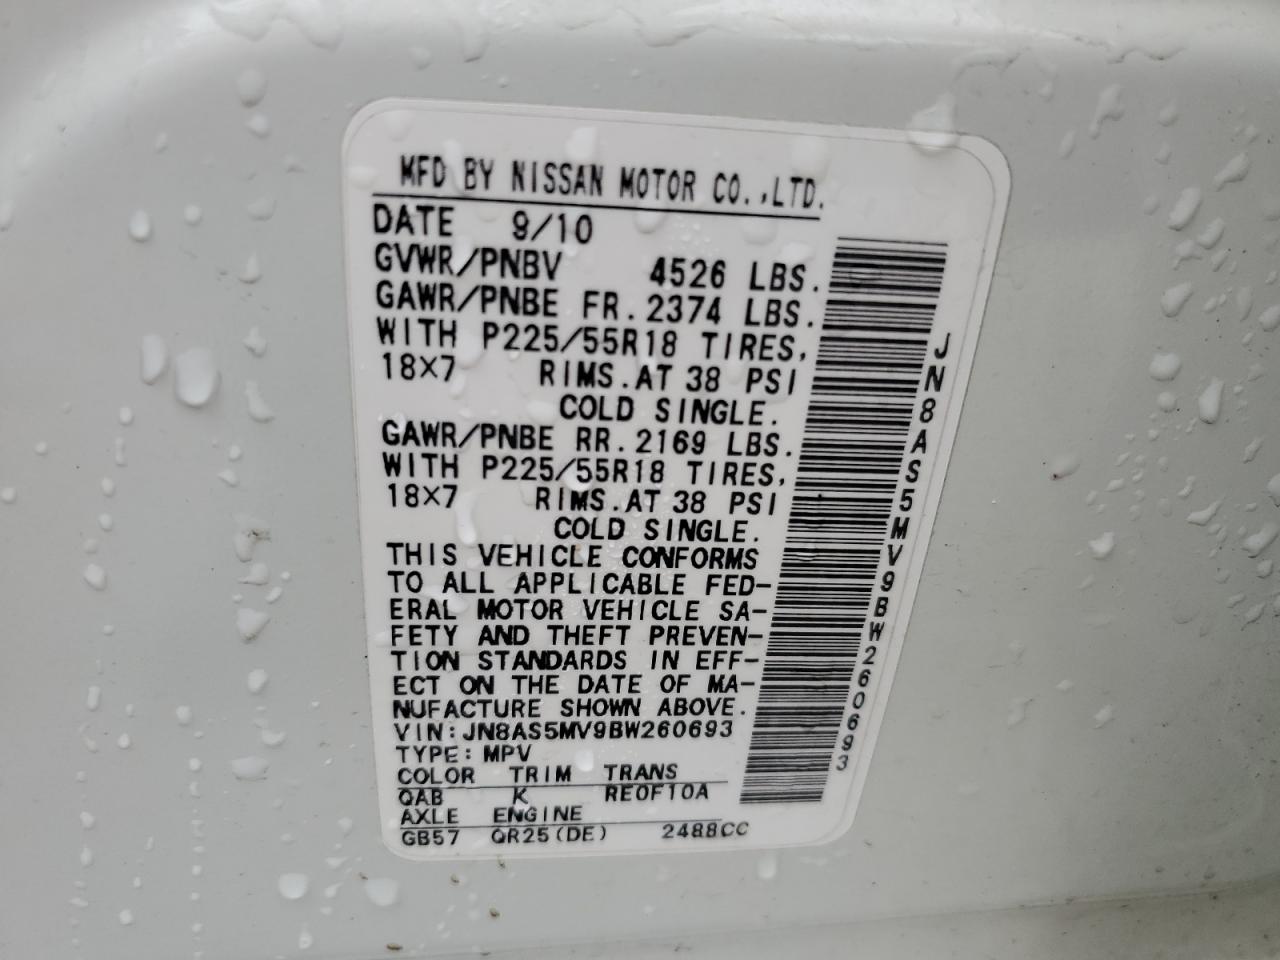 MFD BY NISSAN MOTOR CO.,LTD.
DATE 9/10
GVWR/PNBV 4526 LBS.
GAWR/PNBE FR. 2374 LBS.
WITH P225/55R18 TIRES,
18×7 RIMS. AT 38 PSI
COLD SINGLE.
GAWR/PNBE RR. 2169 LBS.
WITH P225/55R18 TIRES,
18×7 RIMS. AT 38 PSI
COLD SINGLE.
THIS VEHICLE CONFORMS
TO ALL APPLICABLE FED-
ERAL MOTOR VEHICLE SA-
FETY AND THEFT PREVEN-
TION STANDARDS IN EFF-
ECT ON THE DATE OF MA-
NUFACTURE SHOWN ABOVE.
VIN: JN8AS5MV9BW260693
TYPE: MPV
COLOR TRIM TRANS
QAB K RE0F10A
AXLE ENGINE
GB57 QR25(DE) 2488CC
JN8AS5MV9BW260693